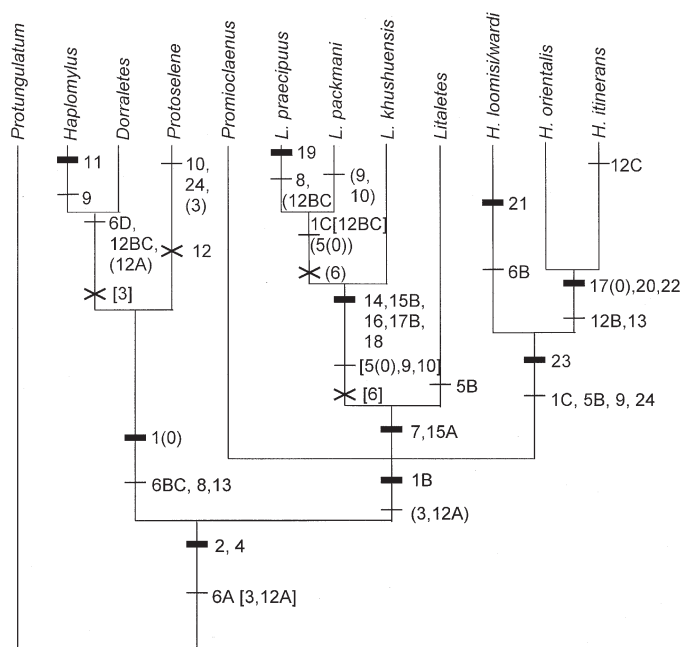 Protungulatum
Haplomylus
Dorraletes
Protoselene
Promioclaenus
L. praecipuus
L. packmani
L. khushuensi
Litaletes
H. loomisi/wardi
H. orientalis
H. itinerans
11
9
10,
24,
(3)
19
8,
(12BC
(9,
10)
12C
6D,
12BC,
(12A)
12
1C[12BC]
(5(0))
21
[3]
(6)
6B
17(0),20,22
14,15B,
16,17B,
18
12B,13
[5(0),9,10]
23
[6]
5B
1C, 5B, 9, 24
1(0)
7,15A
6BC, 8,13
1B
(3,12A)
2, 4
6A [3,12A]